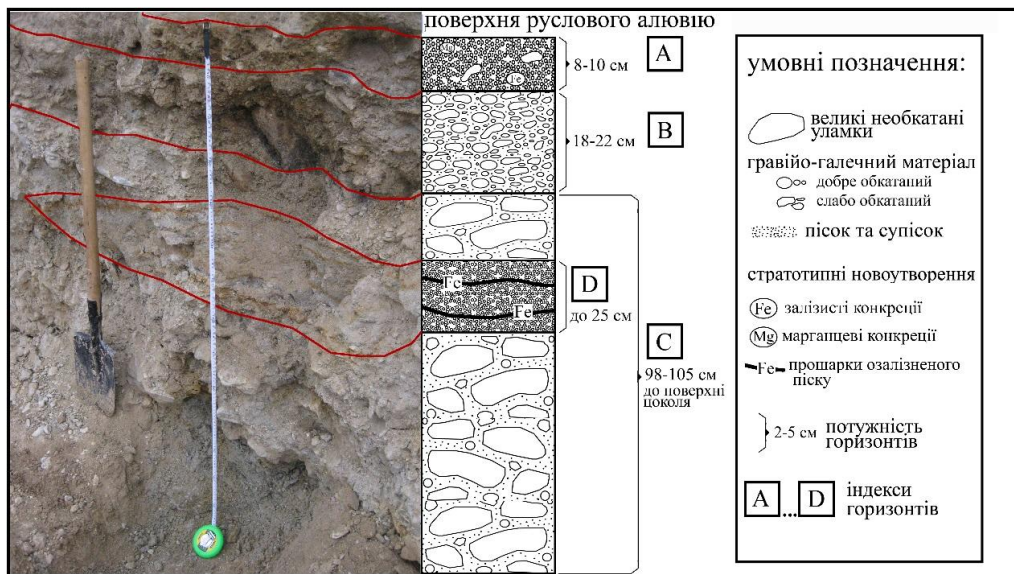 поверхня руслового алювію
Mg
Fe
8-10 см
A
18-22 см
B
Fe
Fe
D
до 25 см
C
98-105 см
до поверхні
цоколя
умовні позначення:
великі необкатані
уламки
гравійо-галечний матеріал
добре обкатаний
слабо обкатаний
пісок та супісок
стратотипні новоутворення
Fe залізисті конкреції
Mg марганцеві конкреції
Fe прошарки озалізненого
піску
2-5 см потужність
горизонтів
A...D індекси
горизонтів